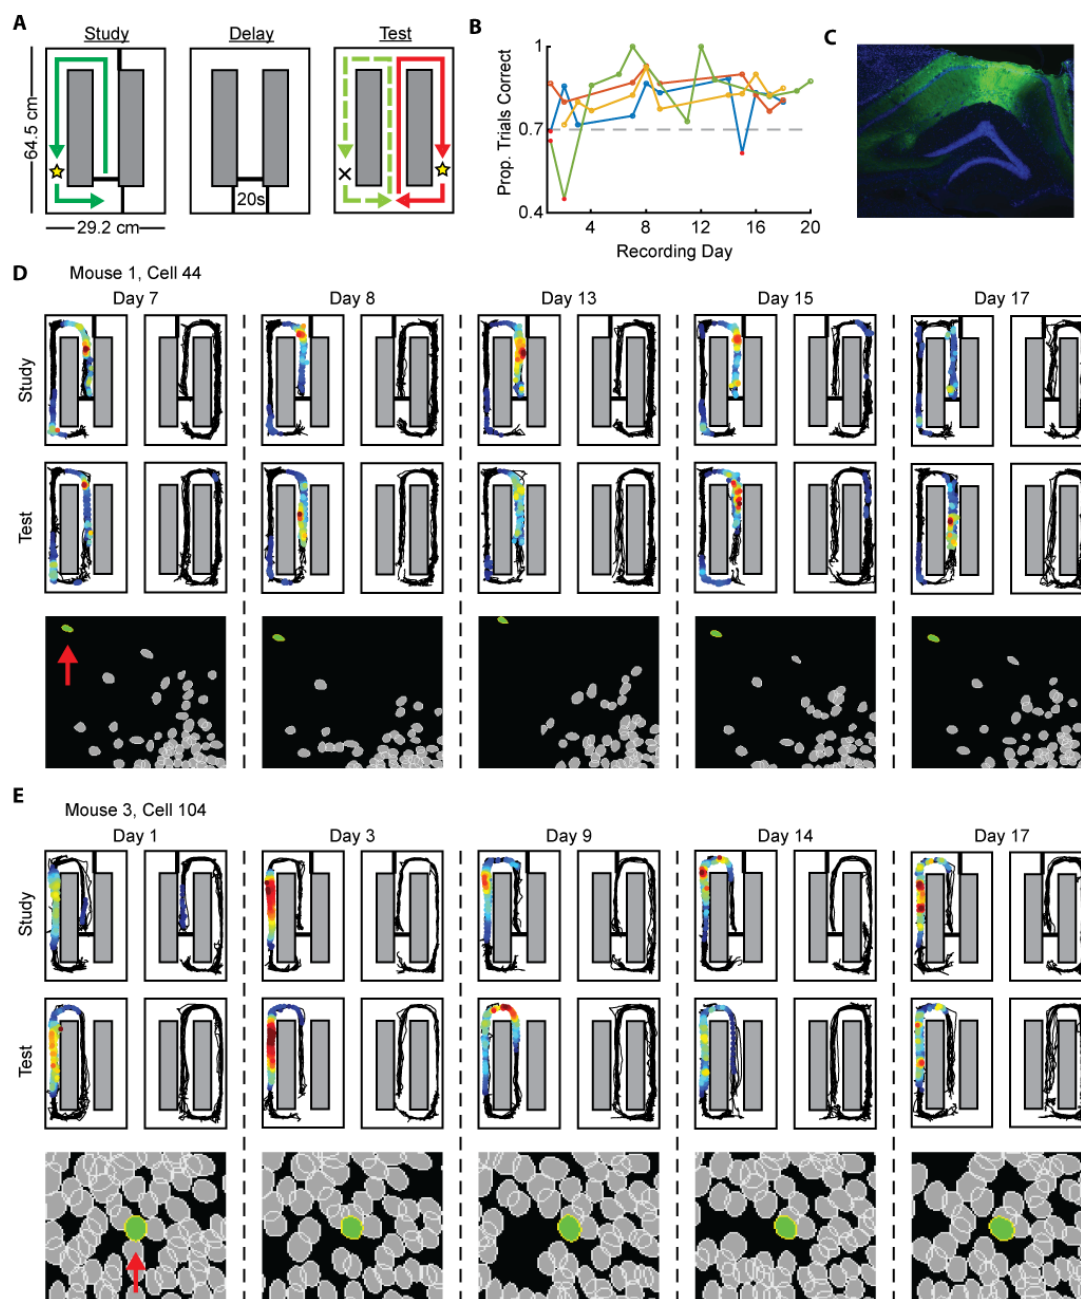 A
Study
Delay
Test
64.5 cm
29.2 cm
20s
B
Prop. Trials Correct
1
0.7
0.4
4
8
12
16
20
Recording Day
C
D
Mouse 1, Cell 44
Day 7
Day 8
Day 13
Day 15
Day 17
Study
Test
E
Mouse 3, Cell 104
Day 1
Day 3
Day 9
Day 14
Day 17
Study
Test